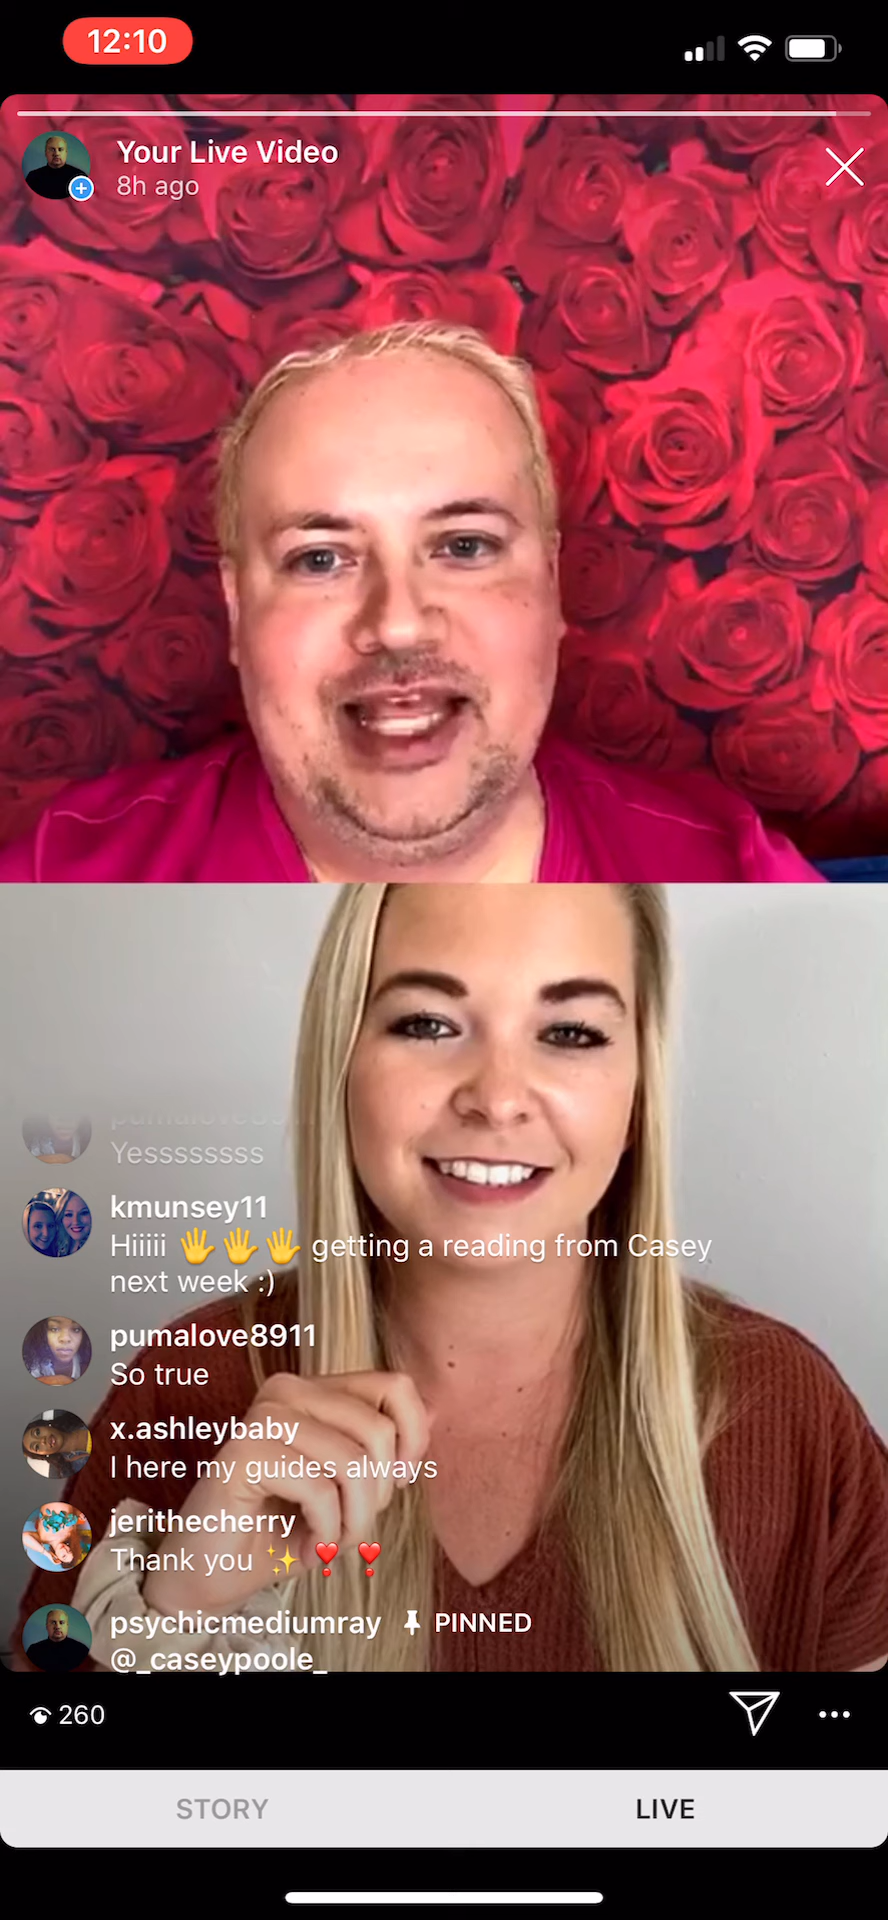 12:10
Your Live Video
8h ago
Yesssssssss
kmunsey11
Hiiiii 🖐🖐🖐 getting a reading from Casey
next week :)
pumalove8911
So true
x.ashleybaby
I here my guides always
jerithecherry
Thank you ✨❣️❣️
psychicmediumray PINNED
@_caseypoole_
260
STORY
LIVE